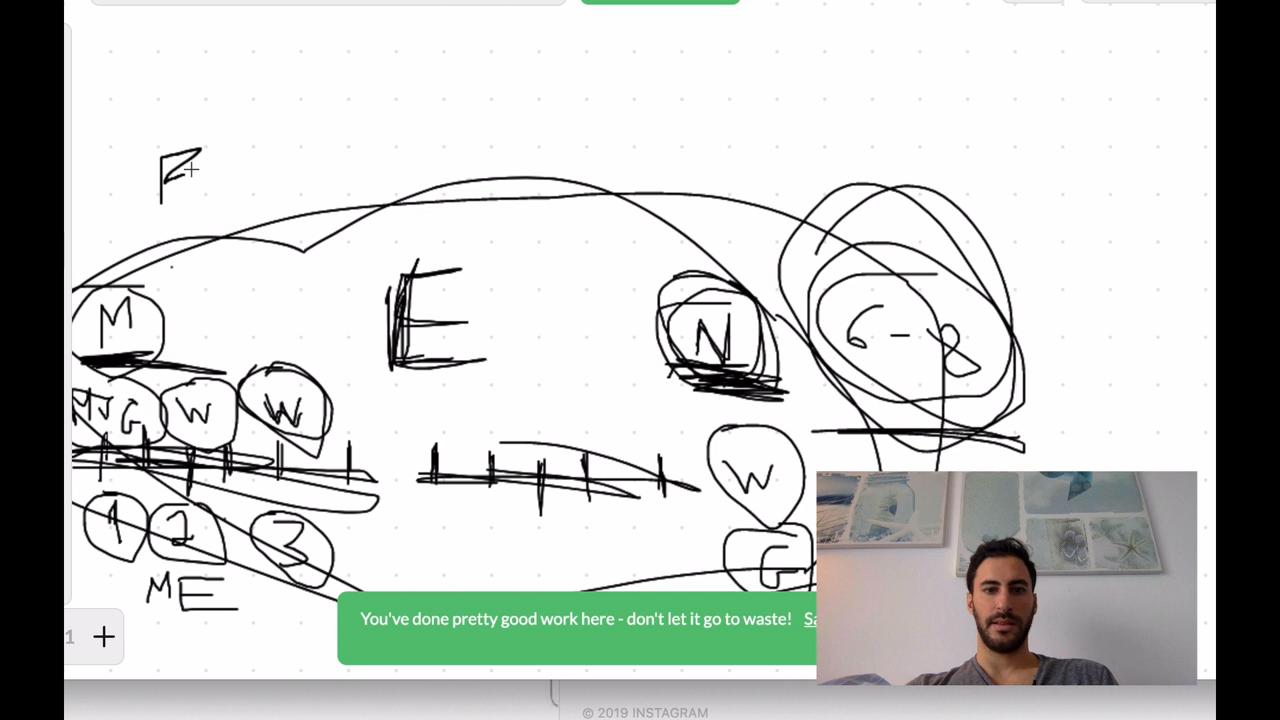 M
E
N
6-8
G
W
W
W
G
1
2
3
ME
You've done pretty good work here - don't let it go to waste!
1 +
© 2019 INSTAGRAM